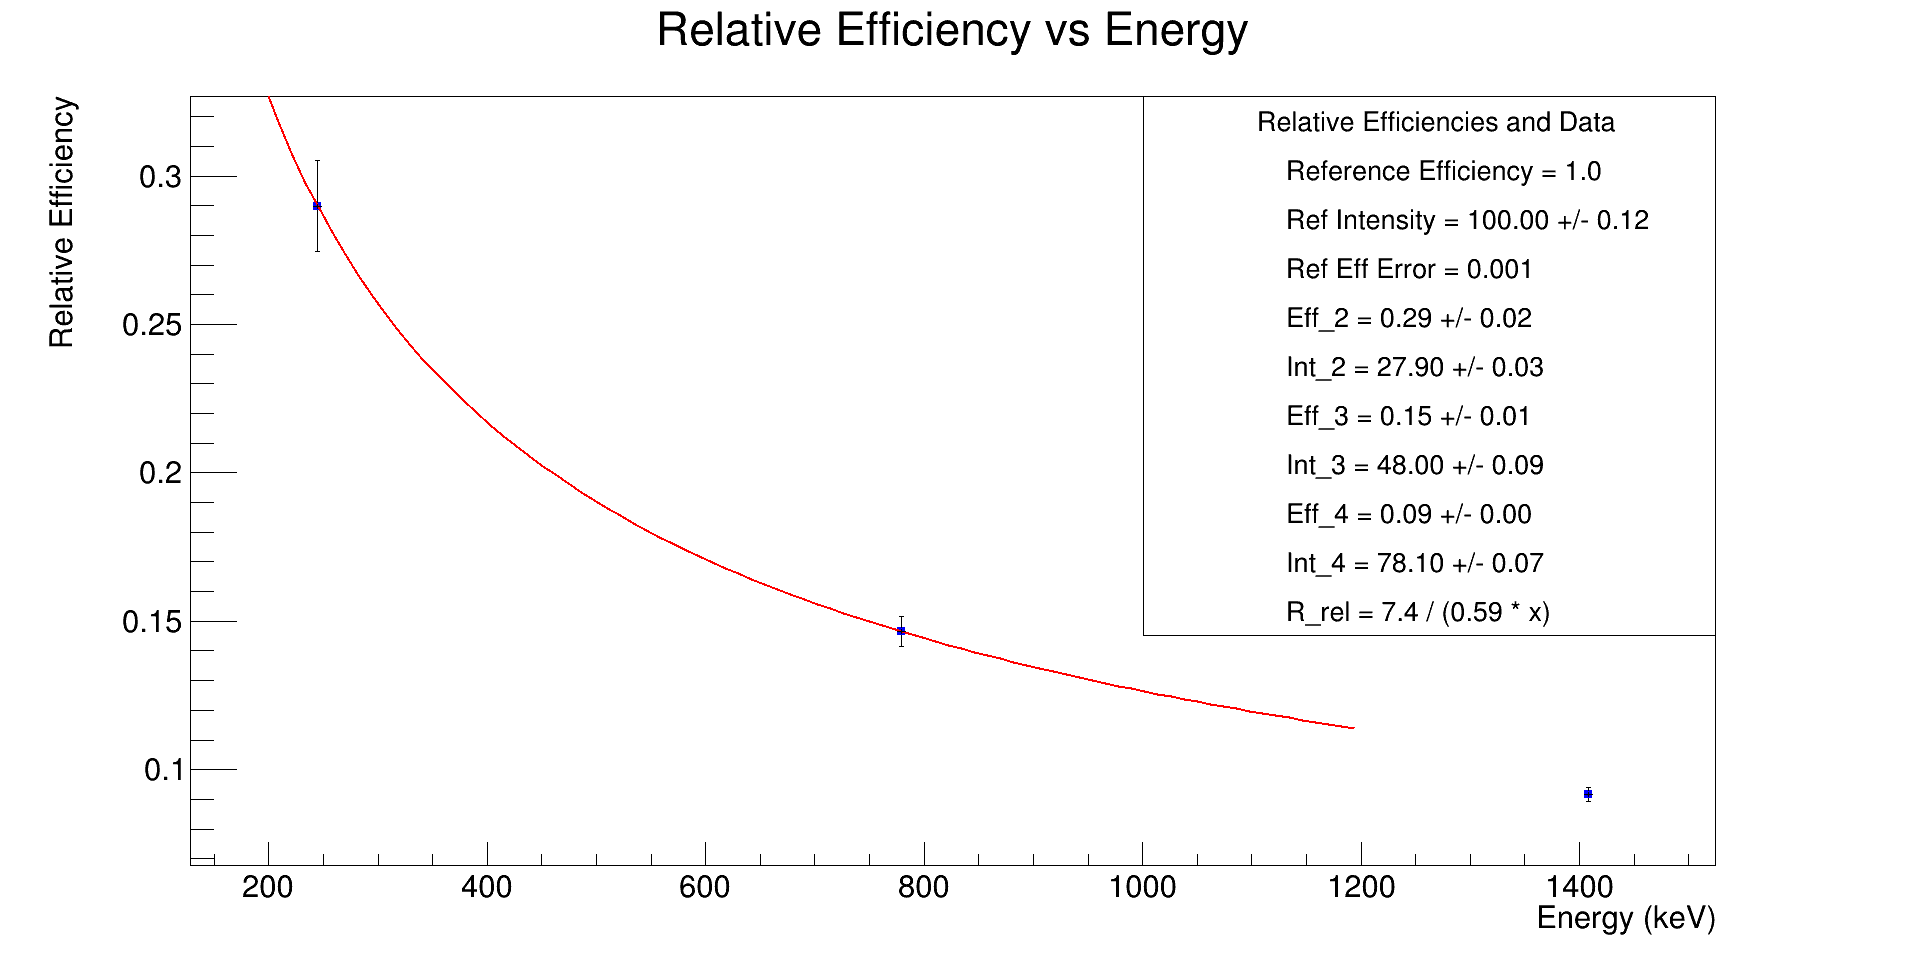 Relative Efficiency vs Energy
Relative Efficiency
0.3
0.25
0.2
0.15
0.1
Relative Efficiencies and Data
Reference Efficiency = 1.0
Ref Intensity = 100.00 +/- 0.12
Ref Eff Error = 0.001
Eff_2 = 0.29 +/- 0.02
Int_2 = 27.90 +/- 0.03
Eff_3 = 0.15 +/- 0.01
Int_3 = 48.00 +/- 0.09
Eff_4 = 0.09 +/- 0.00
Int_4 = 78.10 +/- 0.07
R_rel = 7.4 / (0.59 * x)
200 400 600 800 1000 1200 1400
Energy (keV)